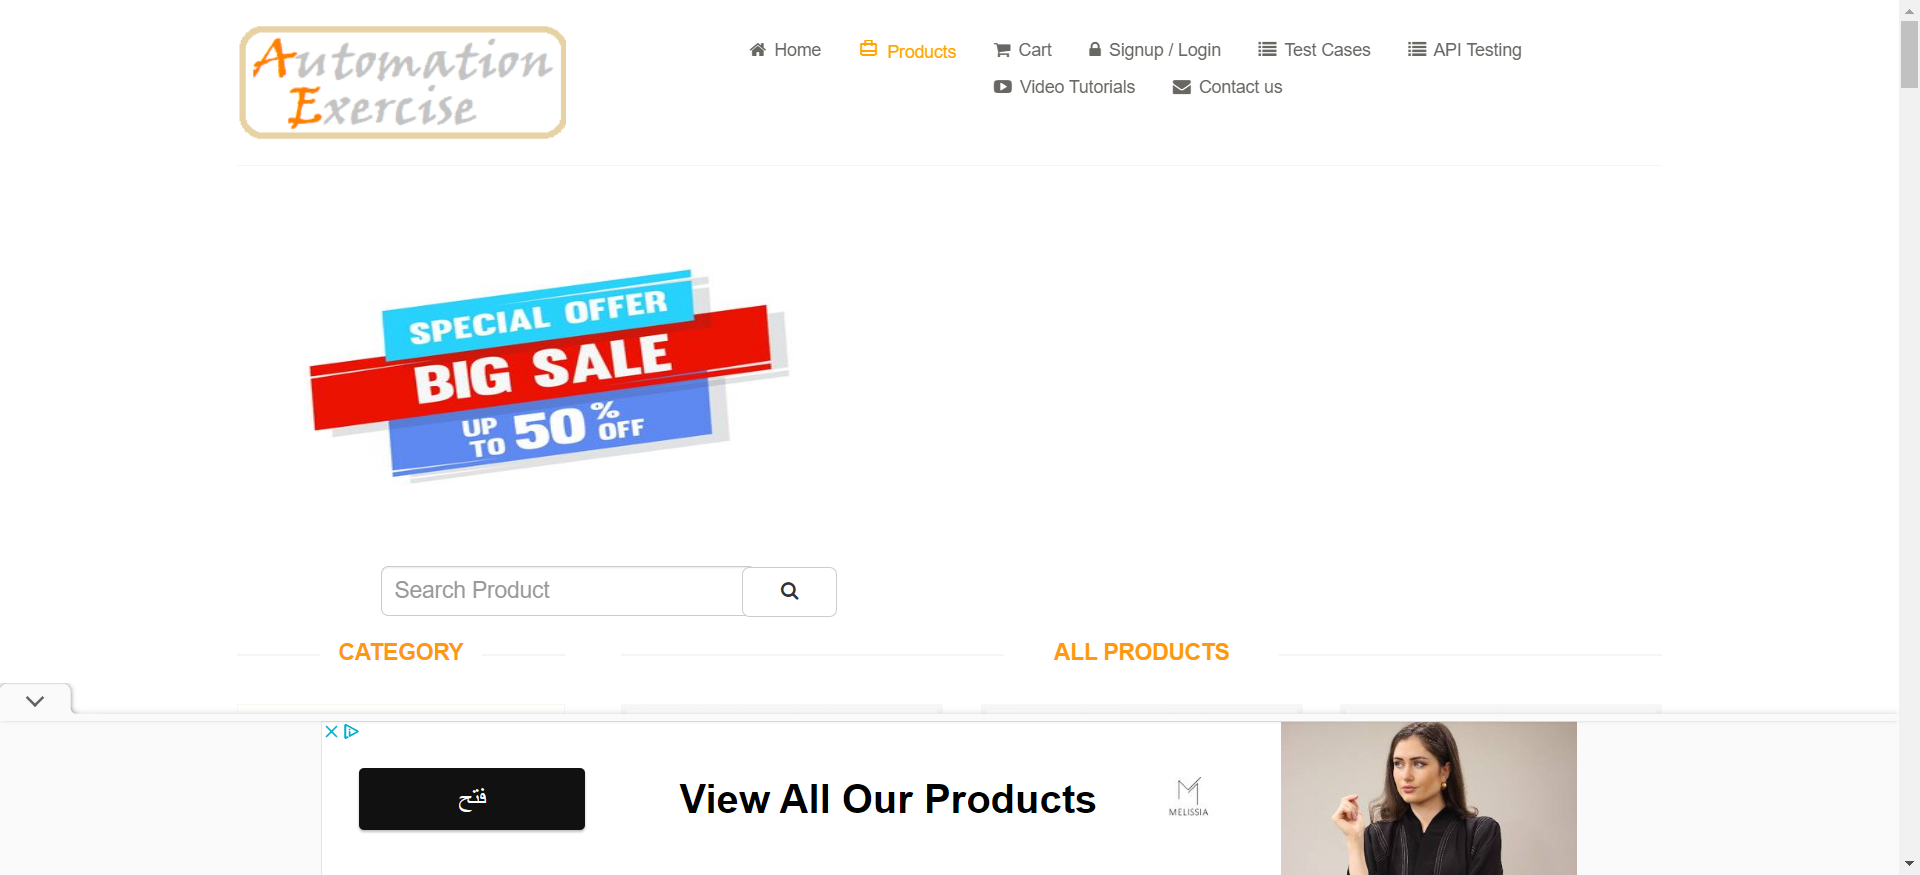 Automation
Exercise
Home
Products
Cart
Signup / Login
Test Cases
API Testing
Video Tutorials
Contact us
SPECIAL OFFER
BIG SALE
UP TO 50% OFF
Search Product
CATEGORY
ALL PRODUCTS
فتح
View All Our Products
MELISSIA